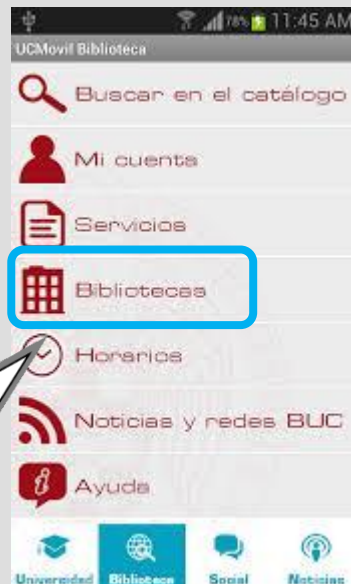 78% 11:45 AM
UCMovil Biblioteca
Buscar en el catálogo
Mi cuenta
Servicios
Bibliotecas
Horarios
Noticias y redes BUC
Ayuda
Universidad Biblioteca Social Noticias